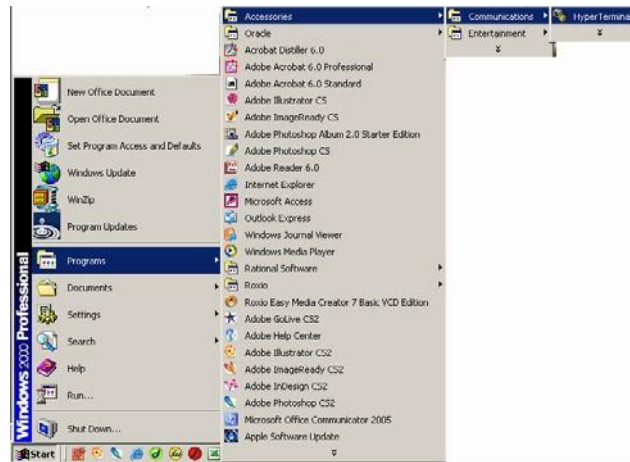 New Office Document
Open Office Document
Set Program Access and Defaults
Windows Update
WinZip
Program Updates
Programs
Documents
Settings
Search
Help
Run...
Shut Down...
Windows 2000 Professional
Start
Accessories
Oracle
Acrobat Distiller 6.0
Adobe Acrobat 6.0 Professional
Adobe Acrobat 6.0 Standard
Adobe Illustrator CS
Adobe ImageReady CS
Adobe Photoshop Album 2.0 Starter Edition
Adobe Photoshop CS
Adobe Reader 6.0
Internet Explorer
Microsoft Access
Outlook Express
Windows Journal Viewer
Windows Media Player
Rational Software
Roxio
Roxio Easy Media Creator 7 Basic VCD Edition
Adobe GoLive CS2
Adobe Help Center
Adobe Illustrator CS2
Adobe ImageReady CS2
Adobe InDesign CS2
Adobe Photoshop CS2
Microsoft Office Communicator 2005
Apple Software Update
Communications
Entertainment
HyperTermina